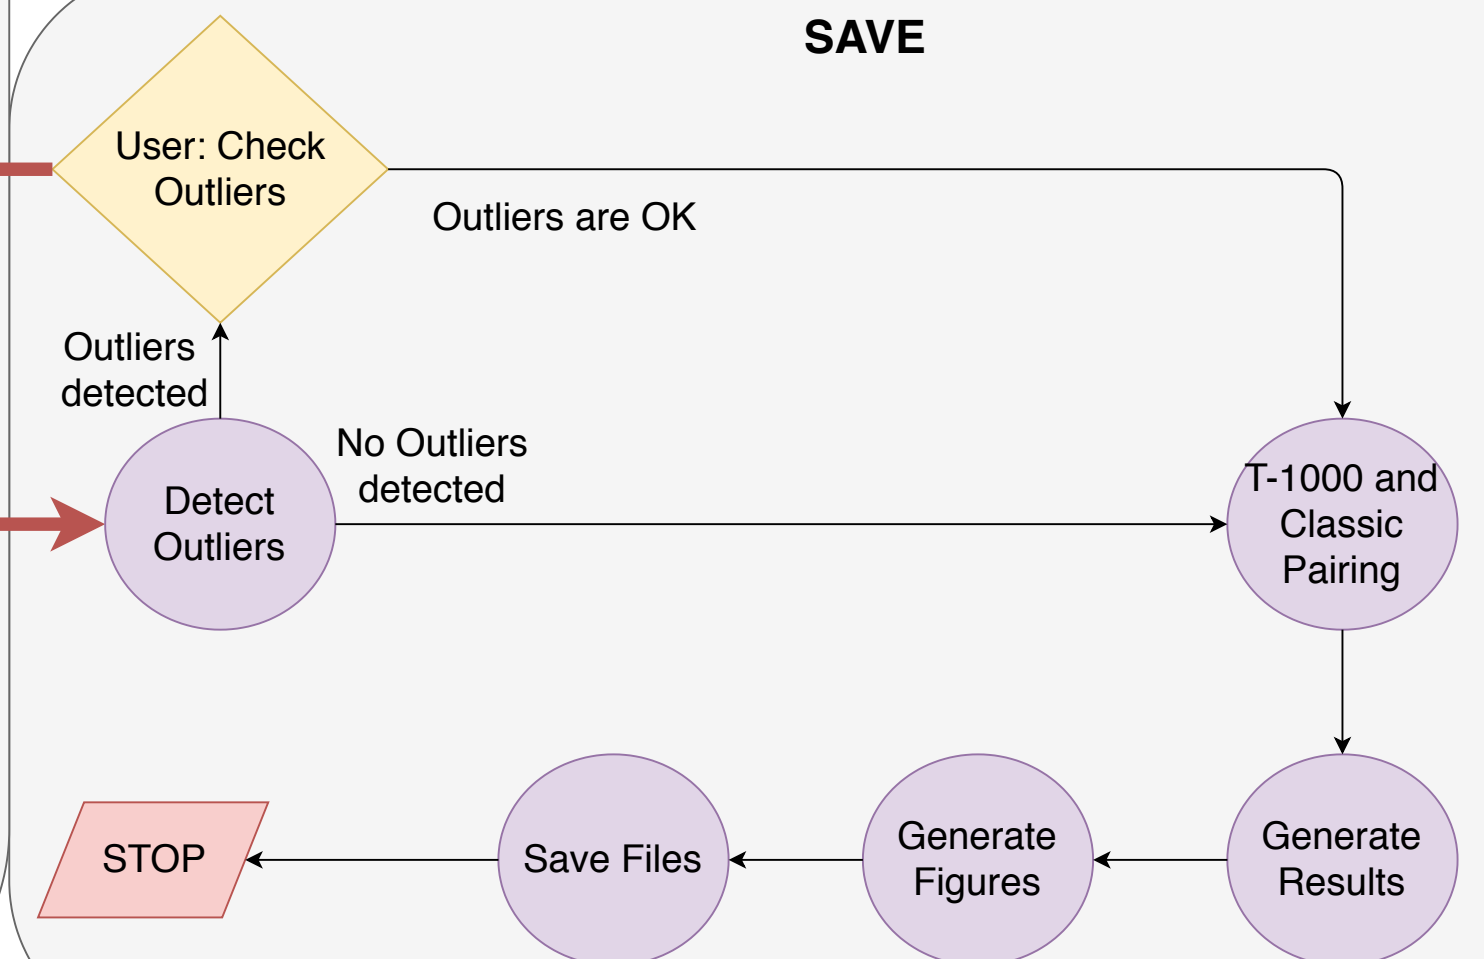 SAVE
User: Check
Outliers
Outliers are OK
Outliers
detected
No Outliers
detected
Detect
Outliers
T-1000 and
Classic
Pairing
STOP
Save Files
Generate
Figures
Generate
Results